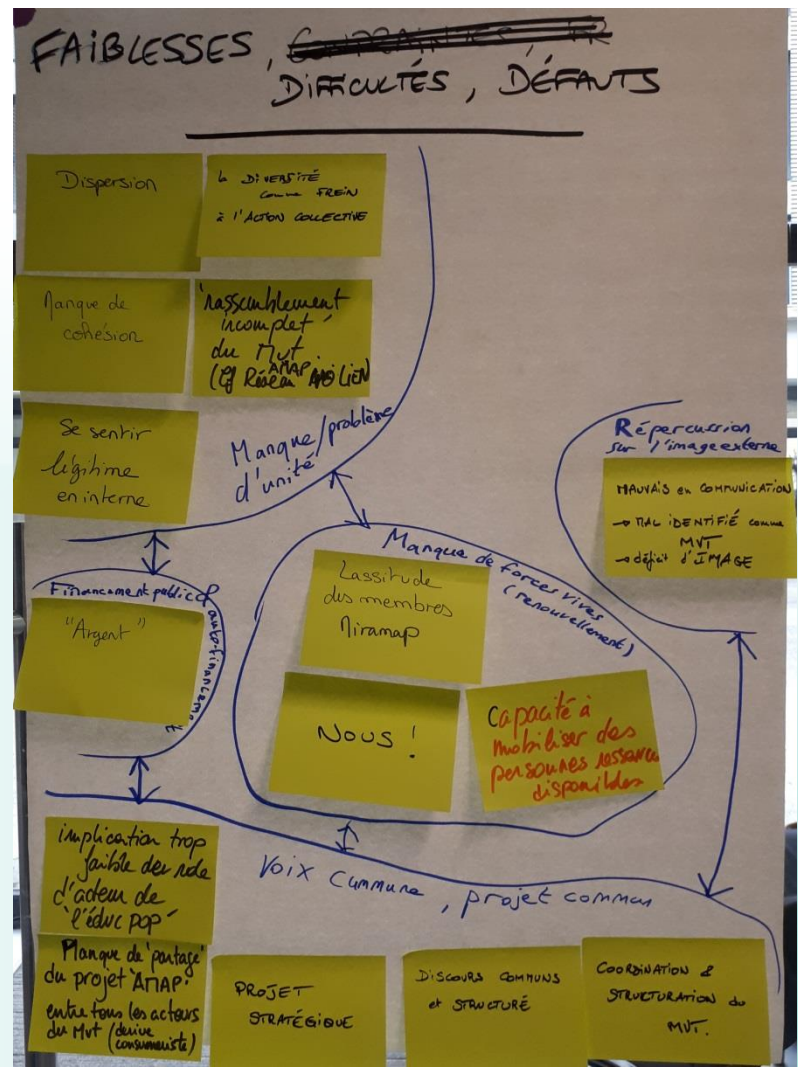 FAIBLESSES,
DIFFICULTÉS, DÉFAUTS
Dispersion
la DIVERSITÉ
comme FREIN
à l'ACTION COLLECTIVE
Manque de
cohésion
"rassemblement
incomplet"
du Mvt
(Cf Réseau AMAP LIEN
Se sentir
légitime
en interne
Manque/problème
d'unité
Répercussion
sur l'image externe
MAUVAIS en COMMUNICATION
→ MAL IDENTIFIÉ comme
MVT
→ déficit d'IMAGE
Financement public &
auto-financement
"Argent"
Manque de forces vives
(renouvellement)
Lassitude
des membres
Miramap
NOUS !
Capacité à
mobiliser des
personnes ressources
disponibles
Voix Commune, projet commun
implication trop
faible des
d'acteur de
l'éduc pop"
Manque de "partage"
du projet "AMAP"
entre tous les acteurs
du Mvt (dérive
consumériste)
PROJET
STRATÉGIQUE
DISCOURS COMMUNS
et STRUCTURÉ
COORDINATION &
STRUCTURATION du
MVT.